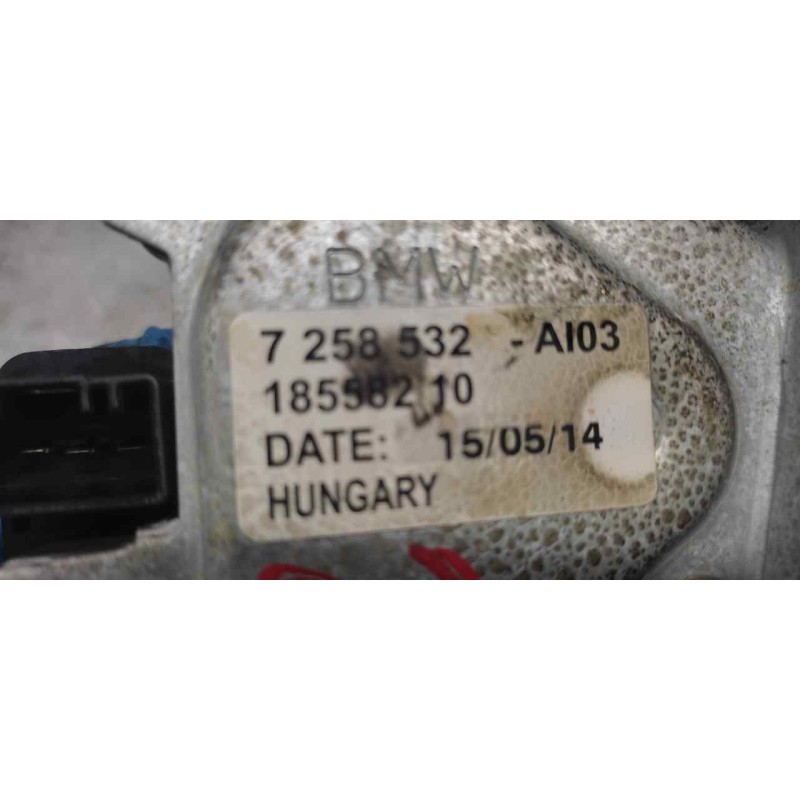 BMW
7 258 532 - AI03
18558210
DATE: 15/05/14
HUNGARY